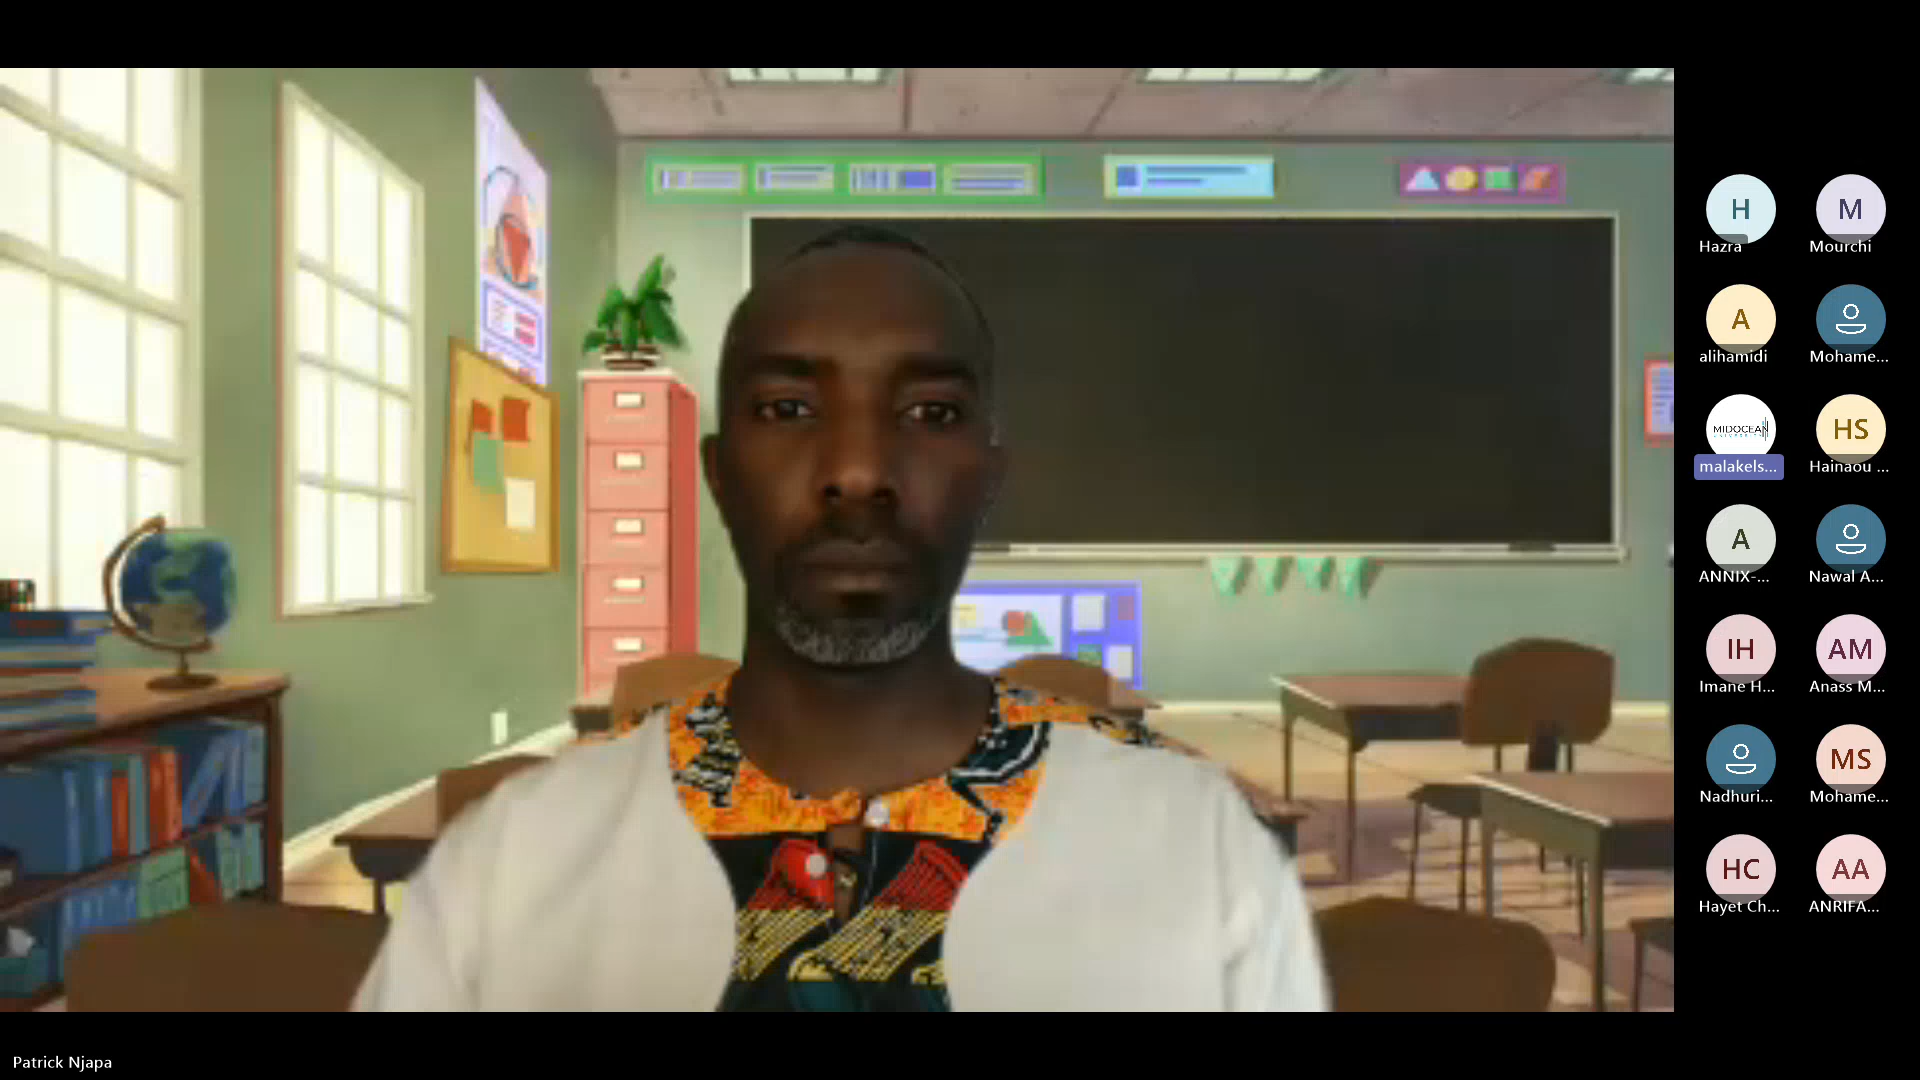 H
M
Hazra
Mourchi
A
alihamidi
Mohame...
MIDOCEAN
UNIVERSITY
HS
malakels...
Hainaou ...
A
ANNIX-...
Nawal A...
IH
AM
Imane H...
Anass M...
MS
Nadhuri...
Mohame...
HC
AA
Hayet Ch...
ANRIFA...
Patrick Njapa